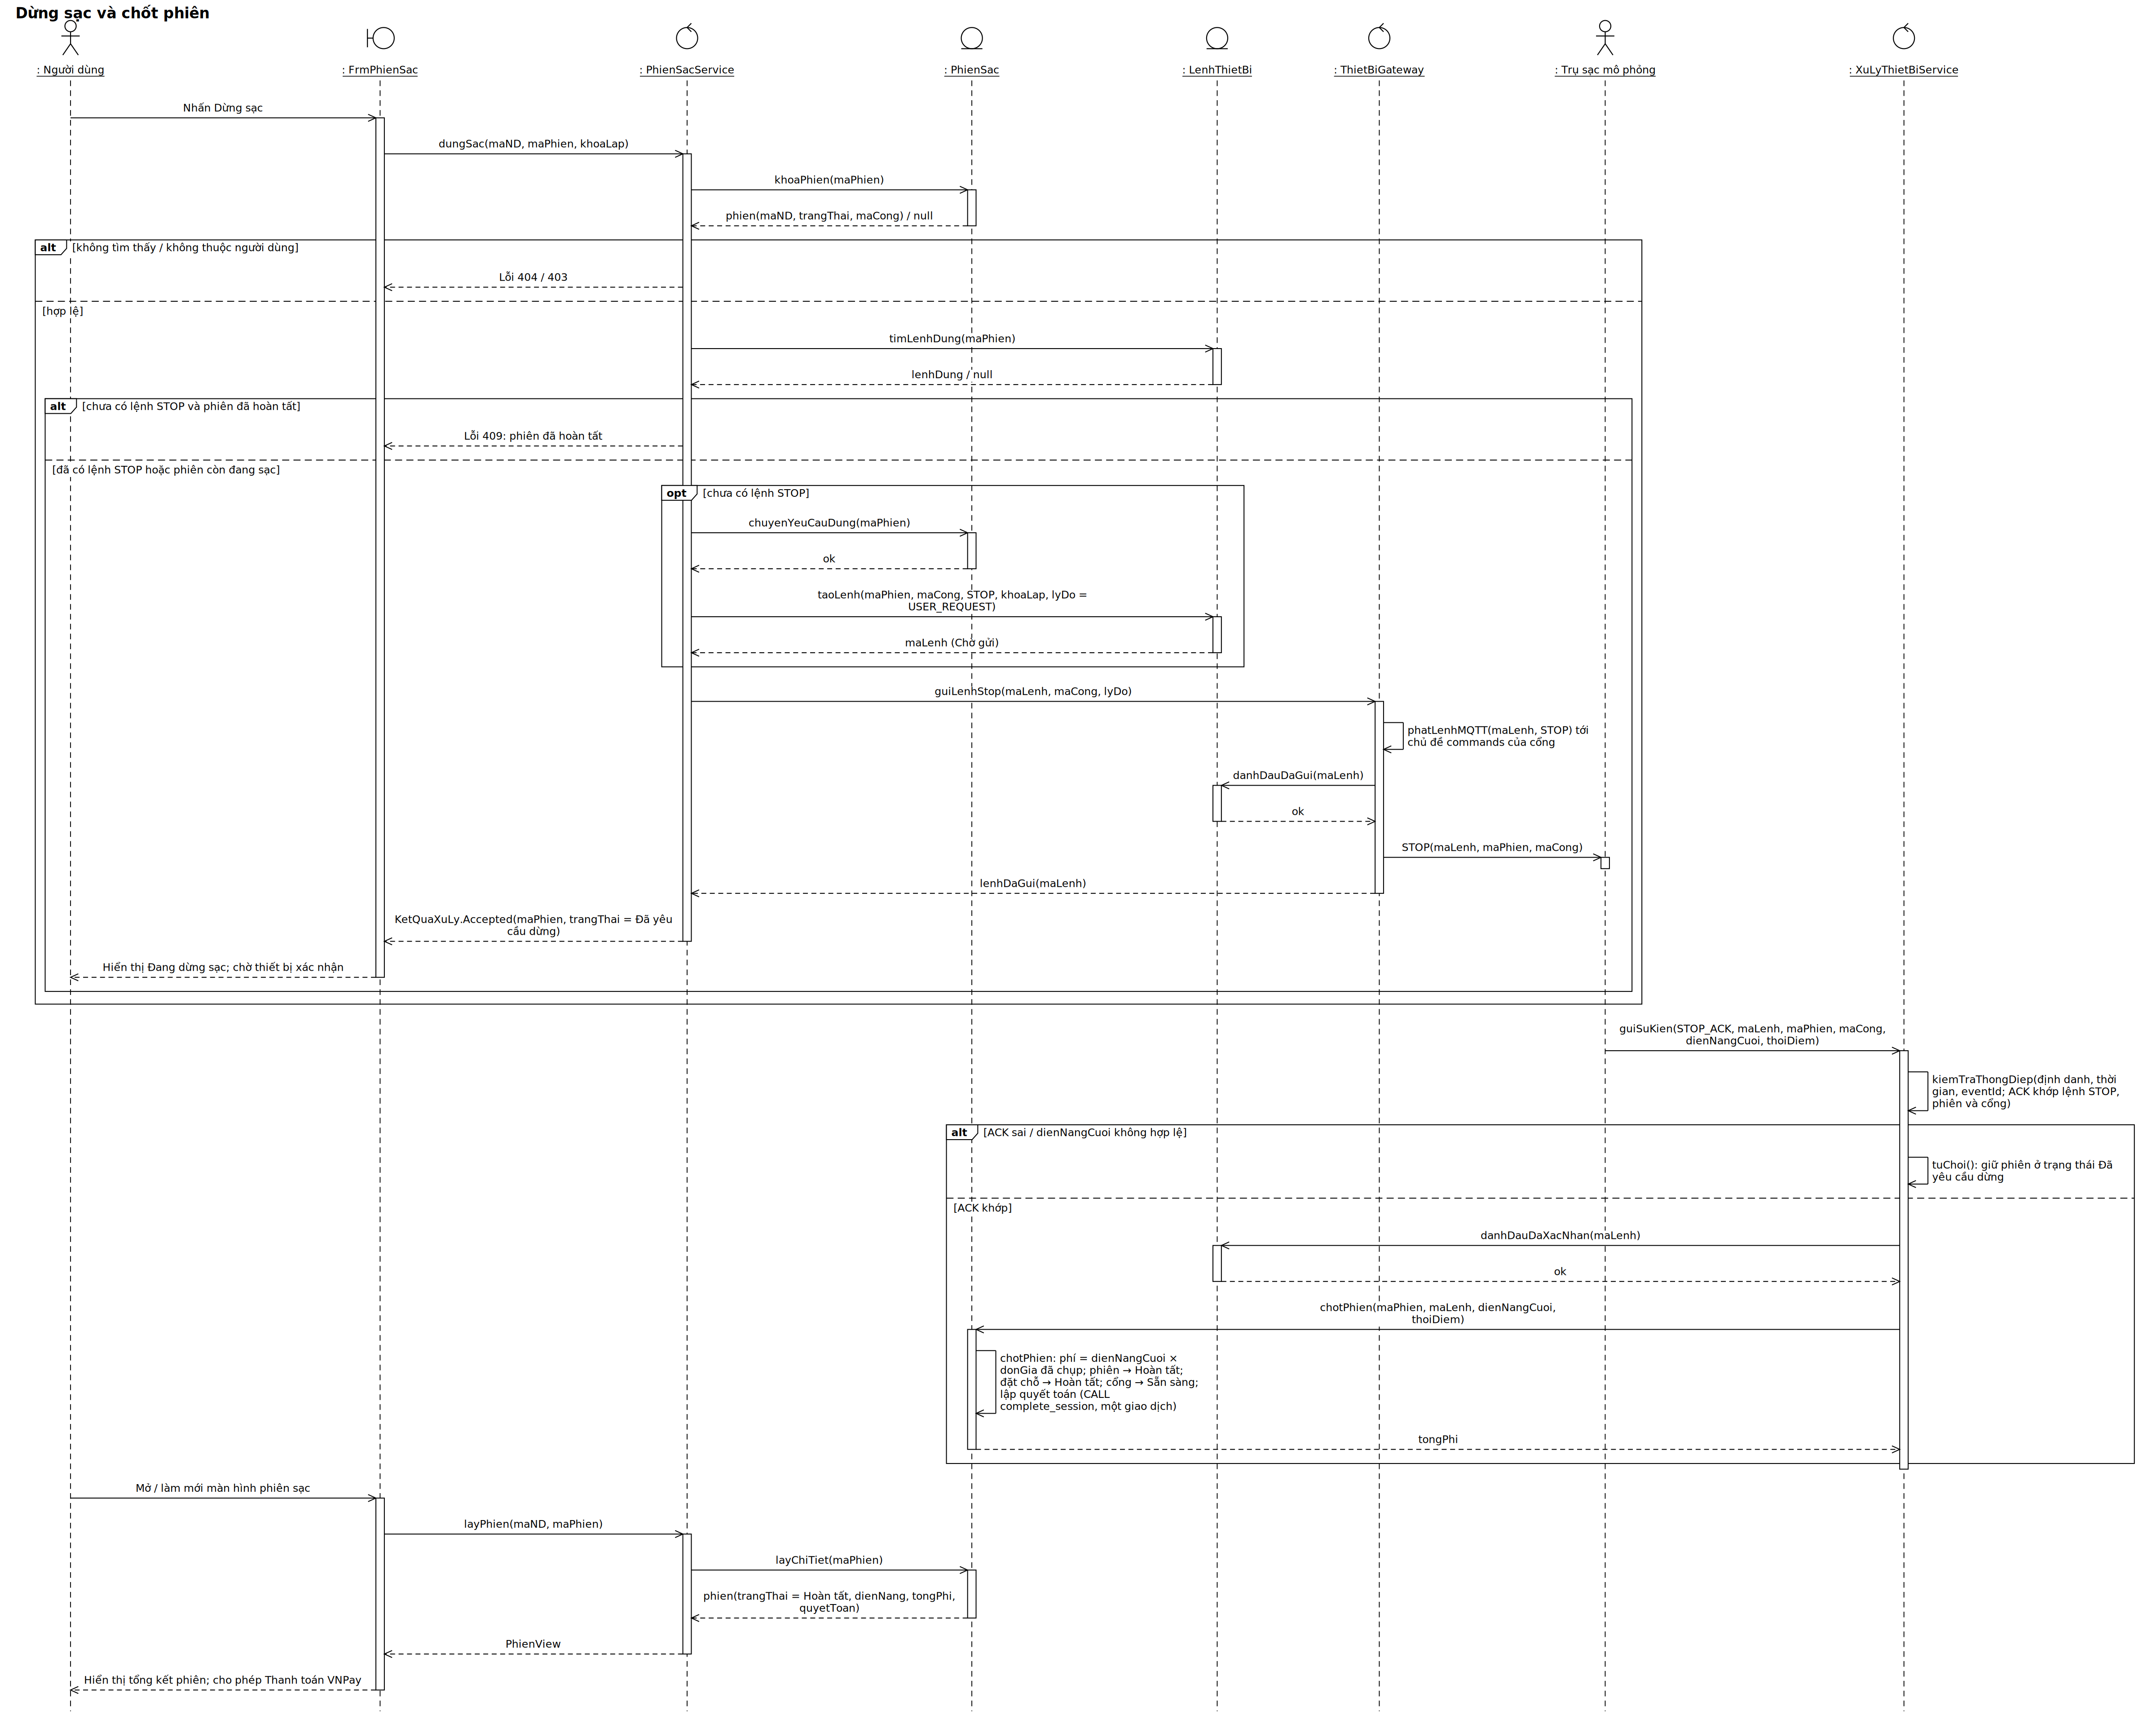 Dừng sạc và chốt phiên
: Người dùng
: FrmPhienSac
: PhienSacService
: PhienSac
: LenhThietBi
: ThietBiGateway
: Trụ sạc mô phỏng
: XuLyThietBiService
Nhấn Dừng sạc
dungSac(maND, maPhien, khoaLap)
khoaPhien(maPhien)
phien(maND, trangThai, maCong) / null
alt [không tìm thấy / không thuộc người dùng]
Lỗi 404 / 403
[hợp lệ]
timLenhDung(maPhien)
lenhDung / null
alt [chưa có lệnh STOP và phiên đã hoàn tất]
Lỗi 409: phiên đã hoàn tất
[đã có lệnh STOP hoặc phiên còn đang sạc]
opt [chưa có lệnh STOP]
chuyenYeuCauDung(maPhien)
ok
taoLenh(maPhien, maCong, STOP, khoaLap, lyDo =
USER_REQUEST)
maLenh (Chờ gửi)
guiLenhStop(maLenh, maCong, lyDo)
phatLenhMQTT(maLenh, STOP) tới
chủ đề commands của cổng
danhDauDaGui(maLenh)
ok
STOP(maLenh, maPhien, maCong)
lenhDaGui(maLenh)
KetQuaXuLy.Accepted(maPhien, trangThai = Đã yêu
cầu dừng)
Hiển thị Đang dừng sạc; chờ thiết bị xác nhận
guiSuKien(STOP_ACK, maLenh, maPhien, maCong,
dienNangCuoi, thoiDiem)
kiemTraThongDiep(định danh, thời
gian, eventId; ACK khớp lệnh STOP,
phiên và cổng)
alt [ACK sai / dienNangCuoi không hợp lệ]
tuChoi(): giữ phiên ở trạng thái Đã
yêu cầu dừng
[ACK khớp]
danhDauDaXacNhan(maLenh)
ok
chotPhien(maPhien, maLenh, dienNangCuoi,
thoiDiem)
chotPhien: phí = dienNangCuoi ×
donGia đã chụp; phiên → Hoàn tất;
đặt chỗ → Hoàn tất; cổng → Sẵn sàng;
lập quyết toán (CALL
complete_session, một giao dịch)
tongPhi
Mở / làm mới màn hình phiên sạc
layPhien(maND, maPhien)
layChiTiet(maPhien)
phien(trangThai = Hoàn tất, dienNang, tongPhi,
quyetToan)
PhienView
Hiển thị tổng kết phiên; cho phép Thanh toán VNPay